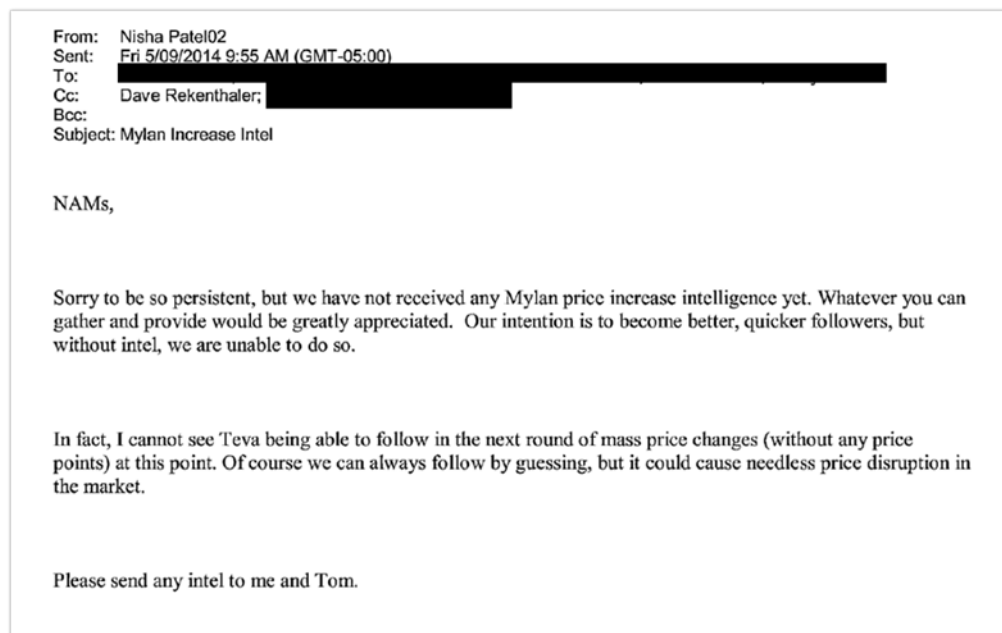 From: Nisha Patel02
Sent: Fri 5/09/2014 9:55 AM (GMT-05:00)
To:
Cc: Dave Rekenthaler;
Bcc:
Subject: Mylan Increase Intel
NAMs,
Sorry to be so persistent, but we have not received any Mylan price increase intelligence yet. Whatever you can
gather and provide would be greatly appreciated. Our intention is to become better, quicker followers, but
without intel, we are unable to do so.
In fact, I cannot see Teva being able to follow in the next round of mass price changes (without any price
points) at this point. Of course we can always follow by guessing, but it could cause needless price disruption in
the market.
Please send any intel to me and Tom.